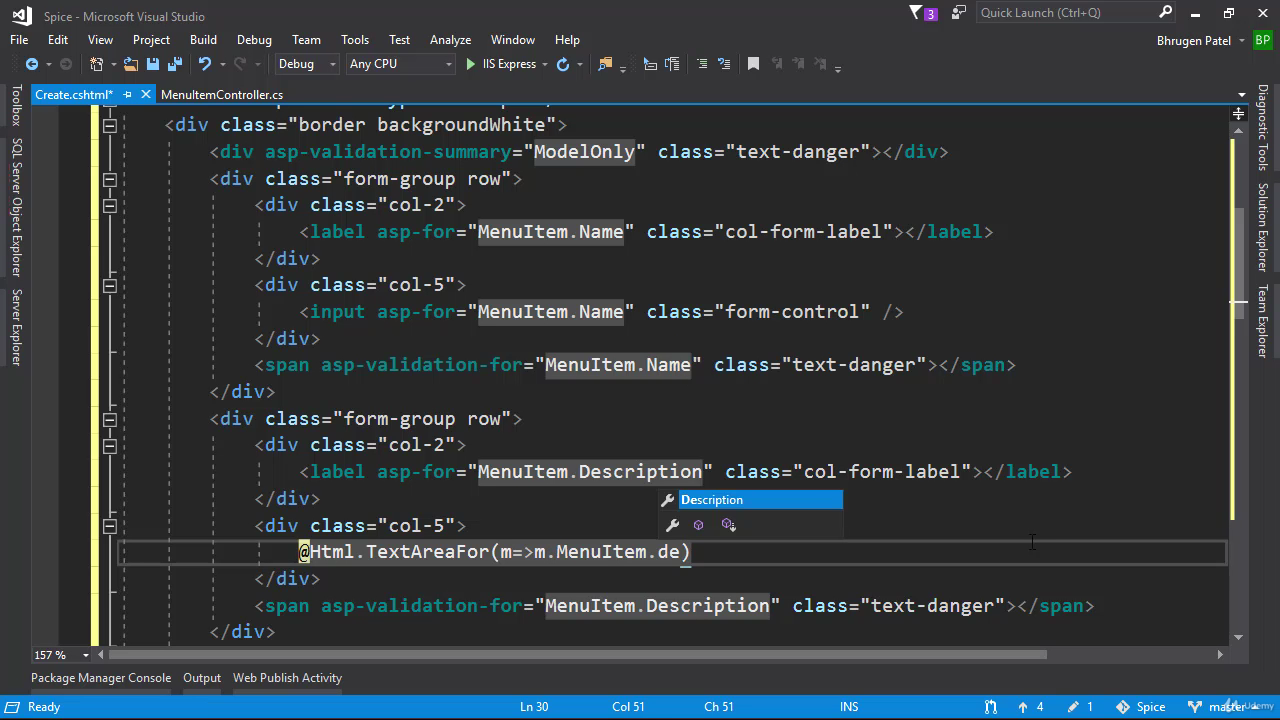 Spice - Microsoft Visual Studio
3
Quick Launch (Ctrl+Q)
File Edit View Project Build Debug Team Tools Test Analyze Window Help
Bhrugen Patel BP
Debug Any CPU IIS Express
Create.cshtml* MenuItemController.cs
Toolbox
SQL Server Object Explorer
Server Explorer
<div class="border backgroundWhite">
<div asp-validation-summary="ModelOnly" class="text-danger"></div>
<div class="form-group row">
<div class="col-2">
<label asp-for="MenuItem.Name" class="col-form-label"></label>
</div>
<div class="col-5">
<input asp-for="MenuItem.Name" class="form-control" />
</div>
<span asp-validation-for="MenuItem.Name" class="text-danger"></span>
</div>
<div class="form-group row">
<div class="col-2">
<label asp-for="MenuItem.Description" class="col-form-label"></label>
</div>
Description
<div class="col-5">
@Html.TextAreaFor(m=>m.MenuItem.de)
</div>
<span asp-validation-for="MenuItem.Description" class="text-danger"></span>
</div>
Diagnostic Tools
Solution Explorer
Team Explorer
157 %
Package Manager Console Output Web Publish Activity
Ready Ln 30 Col 51 Ch 51 INS 4 1 Spice master
Udemy